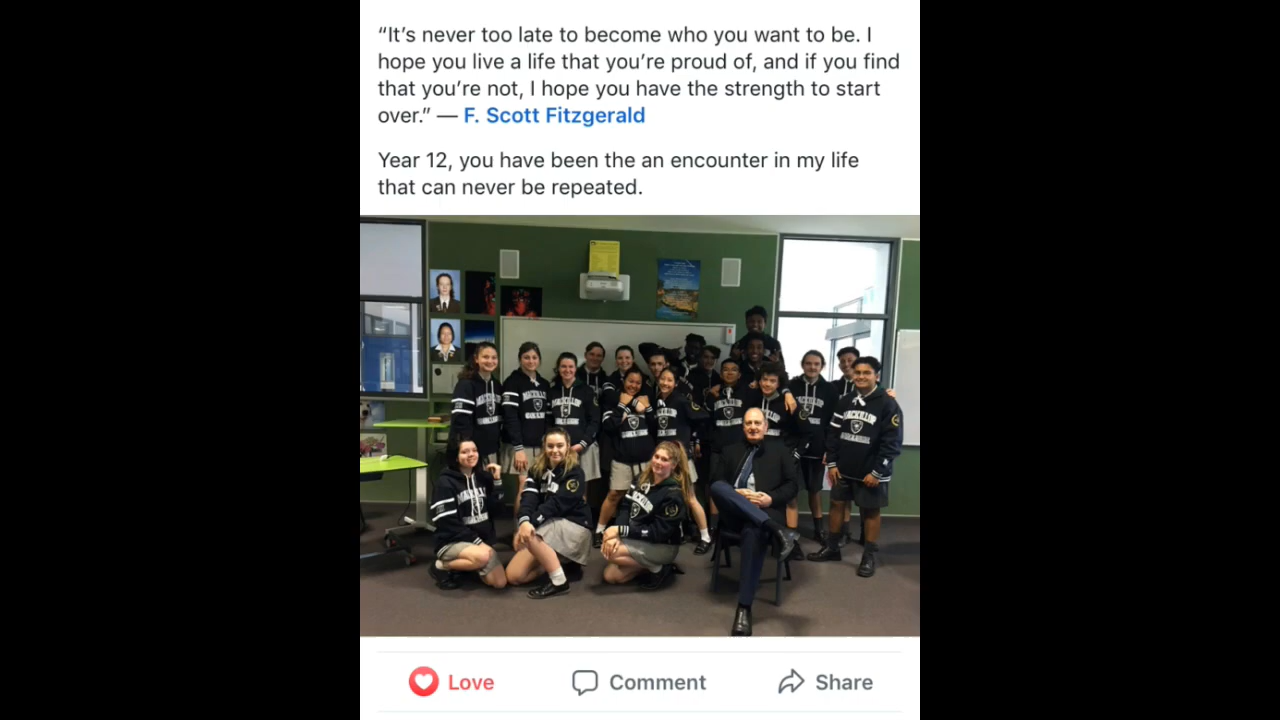 “It’s never too late to become who you want to be. I
hope you live a life that you’re proud of, and if you find
that you’re not, I hope you have the strength to start
over.” — F. Scott Fitzgerald
Year 12, you have been the an encounter in my life
that can never be repeated.
MACKILLOP
Love
Comment
Share